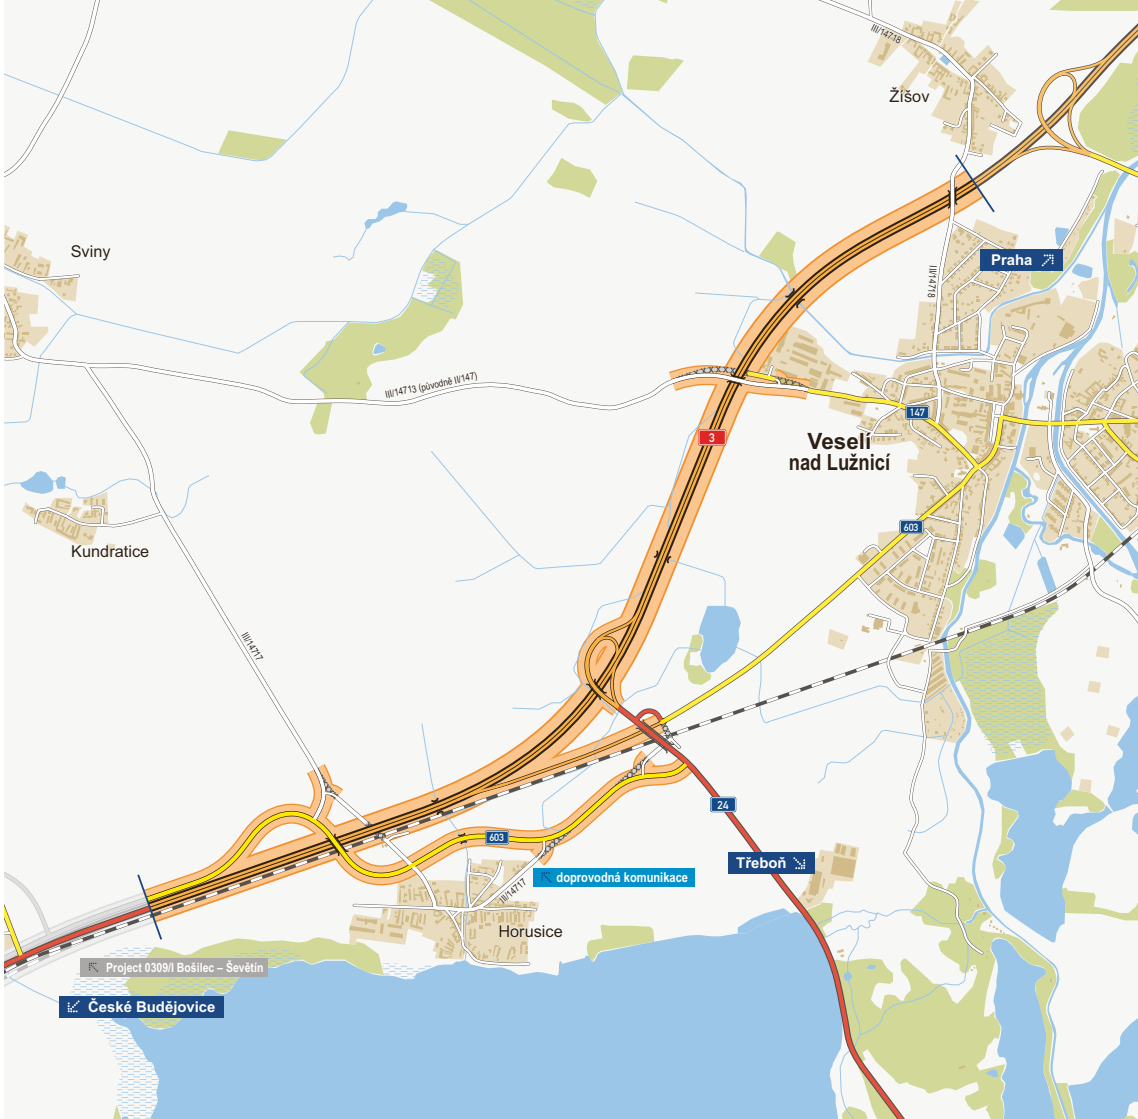 III/14718
Žíšov
Sviny
Praha
III/14718
III/14713 (původně II/147)
147
3
Veselí
nad Lužnicí
603
Kundratice
III/14717
24
603
Třeboň
doprovodná komunikace
III/14717
Horusice
Project 0309/I Bošilec – Ševětín
České Budějovice